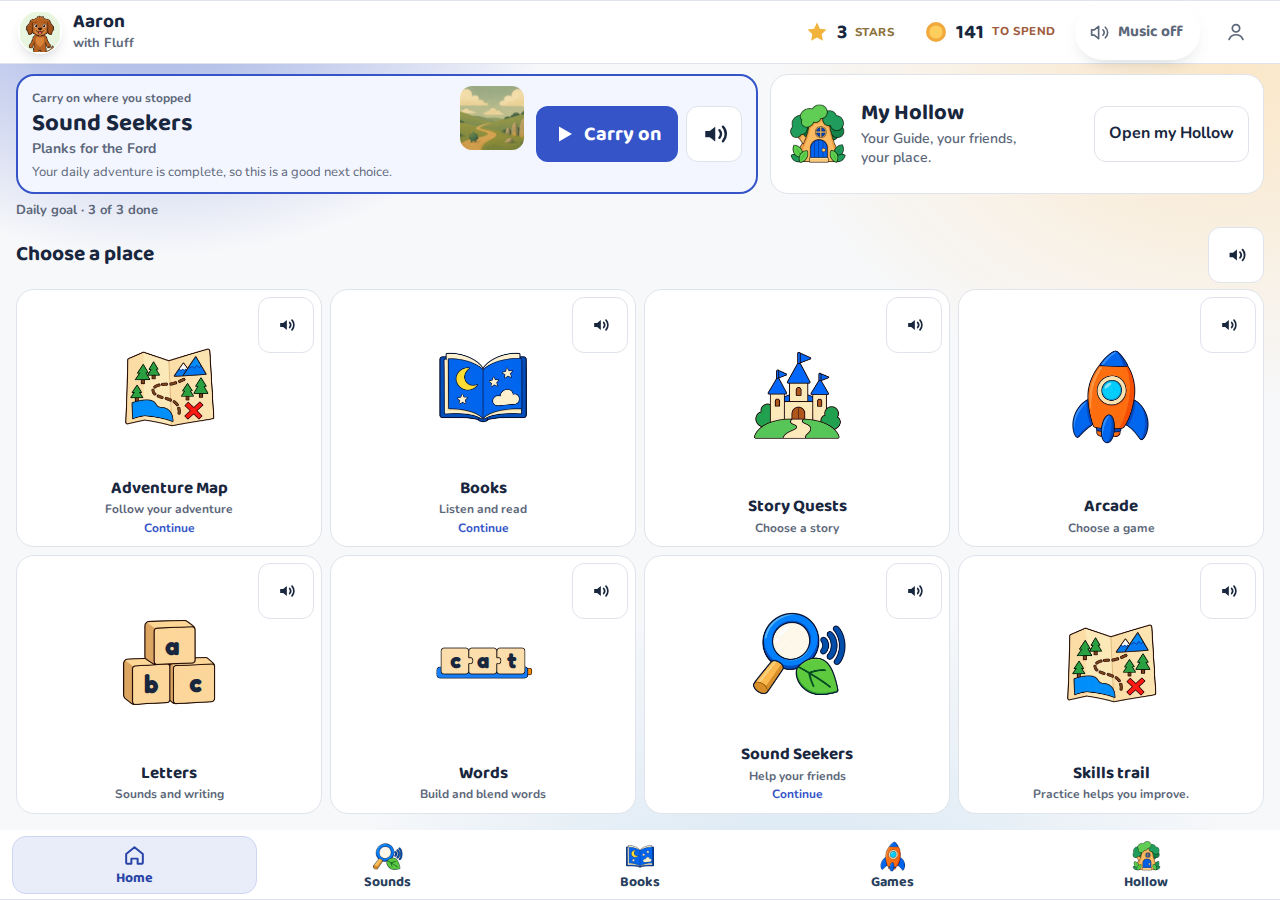 Aaron
with Fluff
3 STARS
141 TO SPEND
Music off
Carry on where you stopped
Sound Seekers
Planks for the Ford
Your daily adventure is complete, so this is a good next choice.
Carry on
My Hollow
Your Guide, your friends,
your place.
Open my Hollow
Daily goal · 3 of 3 done
Choose a place
Adventure Map
Follow your adventure
Continue
Books
Listen and read
Continue
Story Quests
Choose a story
Arcade
Choose a game
a
b c
Letters
Sounds and writing
c a t
Words
Build and blend words
Sound Seekers
Help your friends
Continue
Skills trail
Practice helps you improve.
Home
Sounds
Books
Games
Hollow